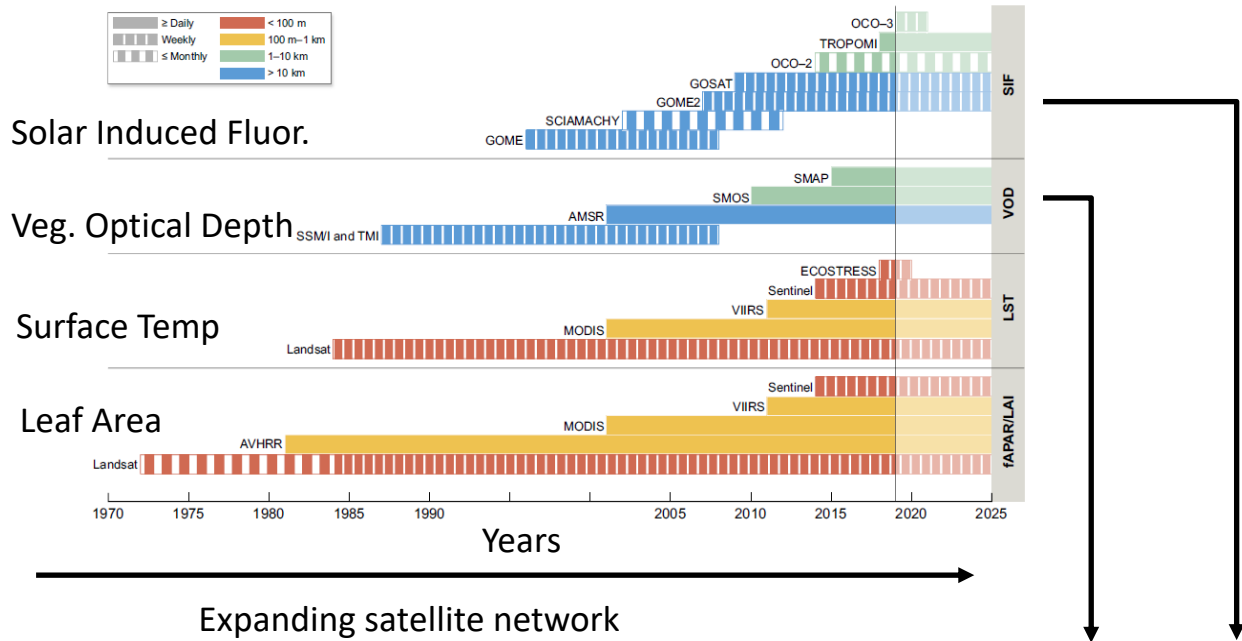 ≥ Daily
Weekly
≤ Monthly
< 100 m
100 m–1 km
1–10 km
> 10 km
OCO–3
TROPOMI
OCO–2
GOSAT
GOME2
SCIAMACHY
GOME
Solar Induced Fluor.
SIF
SMAP
SMOS
AMSR
SSM/I and TMI
Veg. Optical Depth
VOD
ECOSTRESS
Sentinel
VIIRS
MODIS
Landsat
Surface Temp
LST
Sentinel
VIIRS
MODIS
AVHRR
Landsat
Leaf Area
fAPAR/LAI
1970 1975 1980 1985 1990 2005 2010 2015 2020 2025
Years
Expanding satellite network